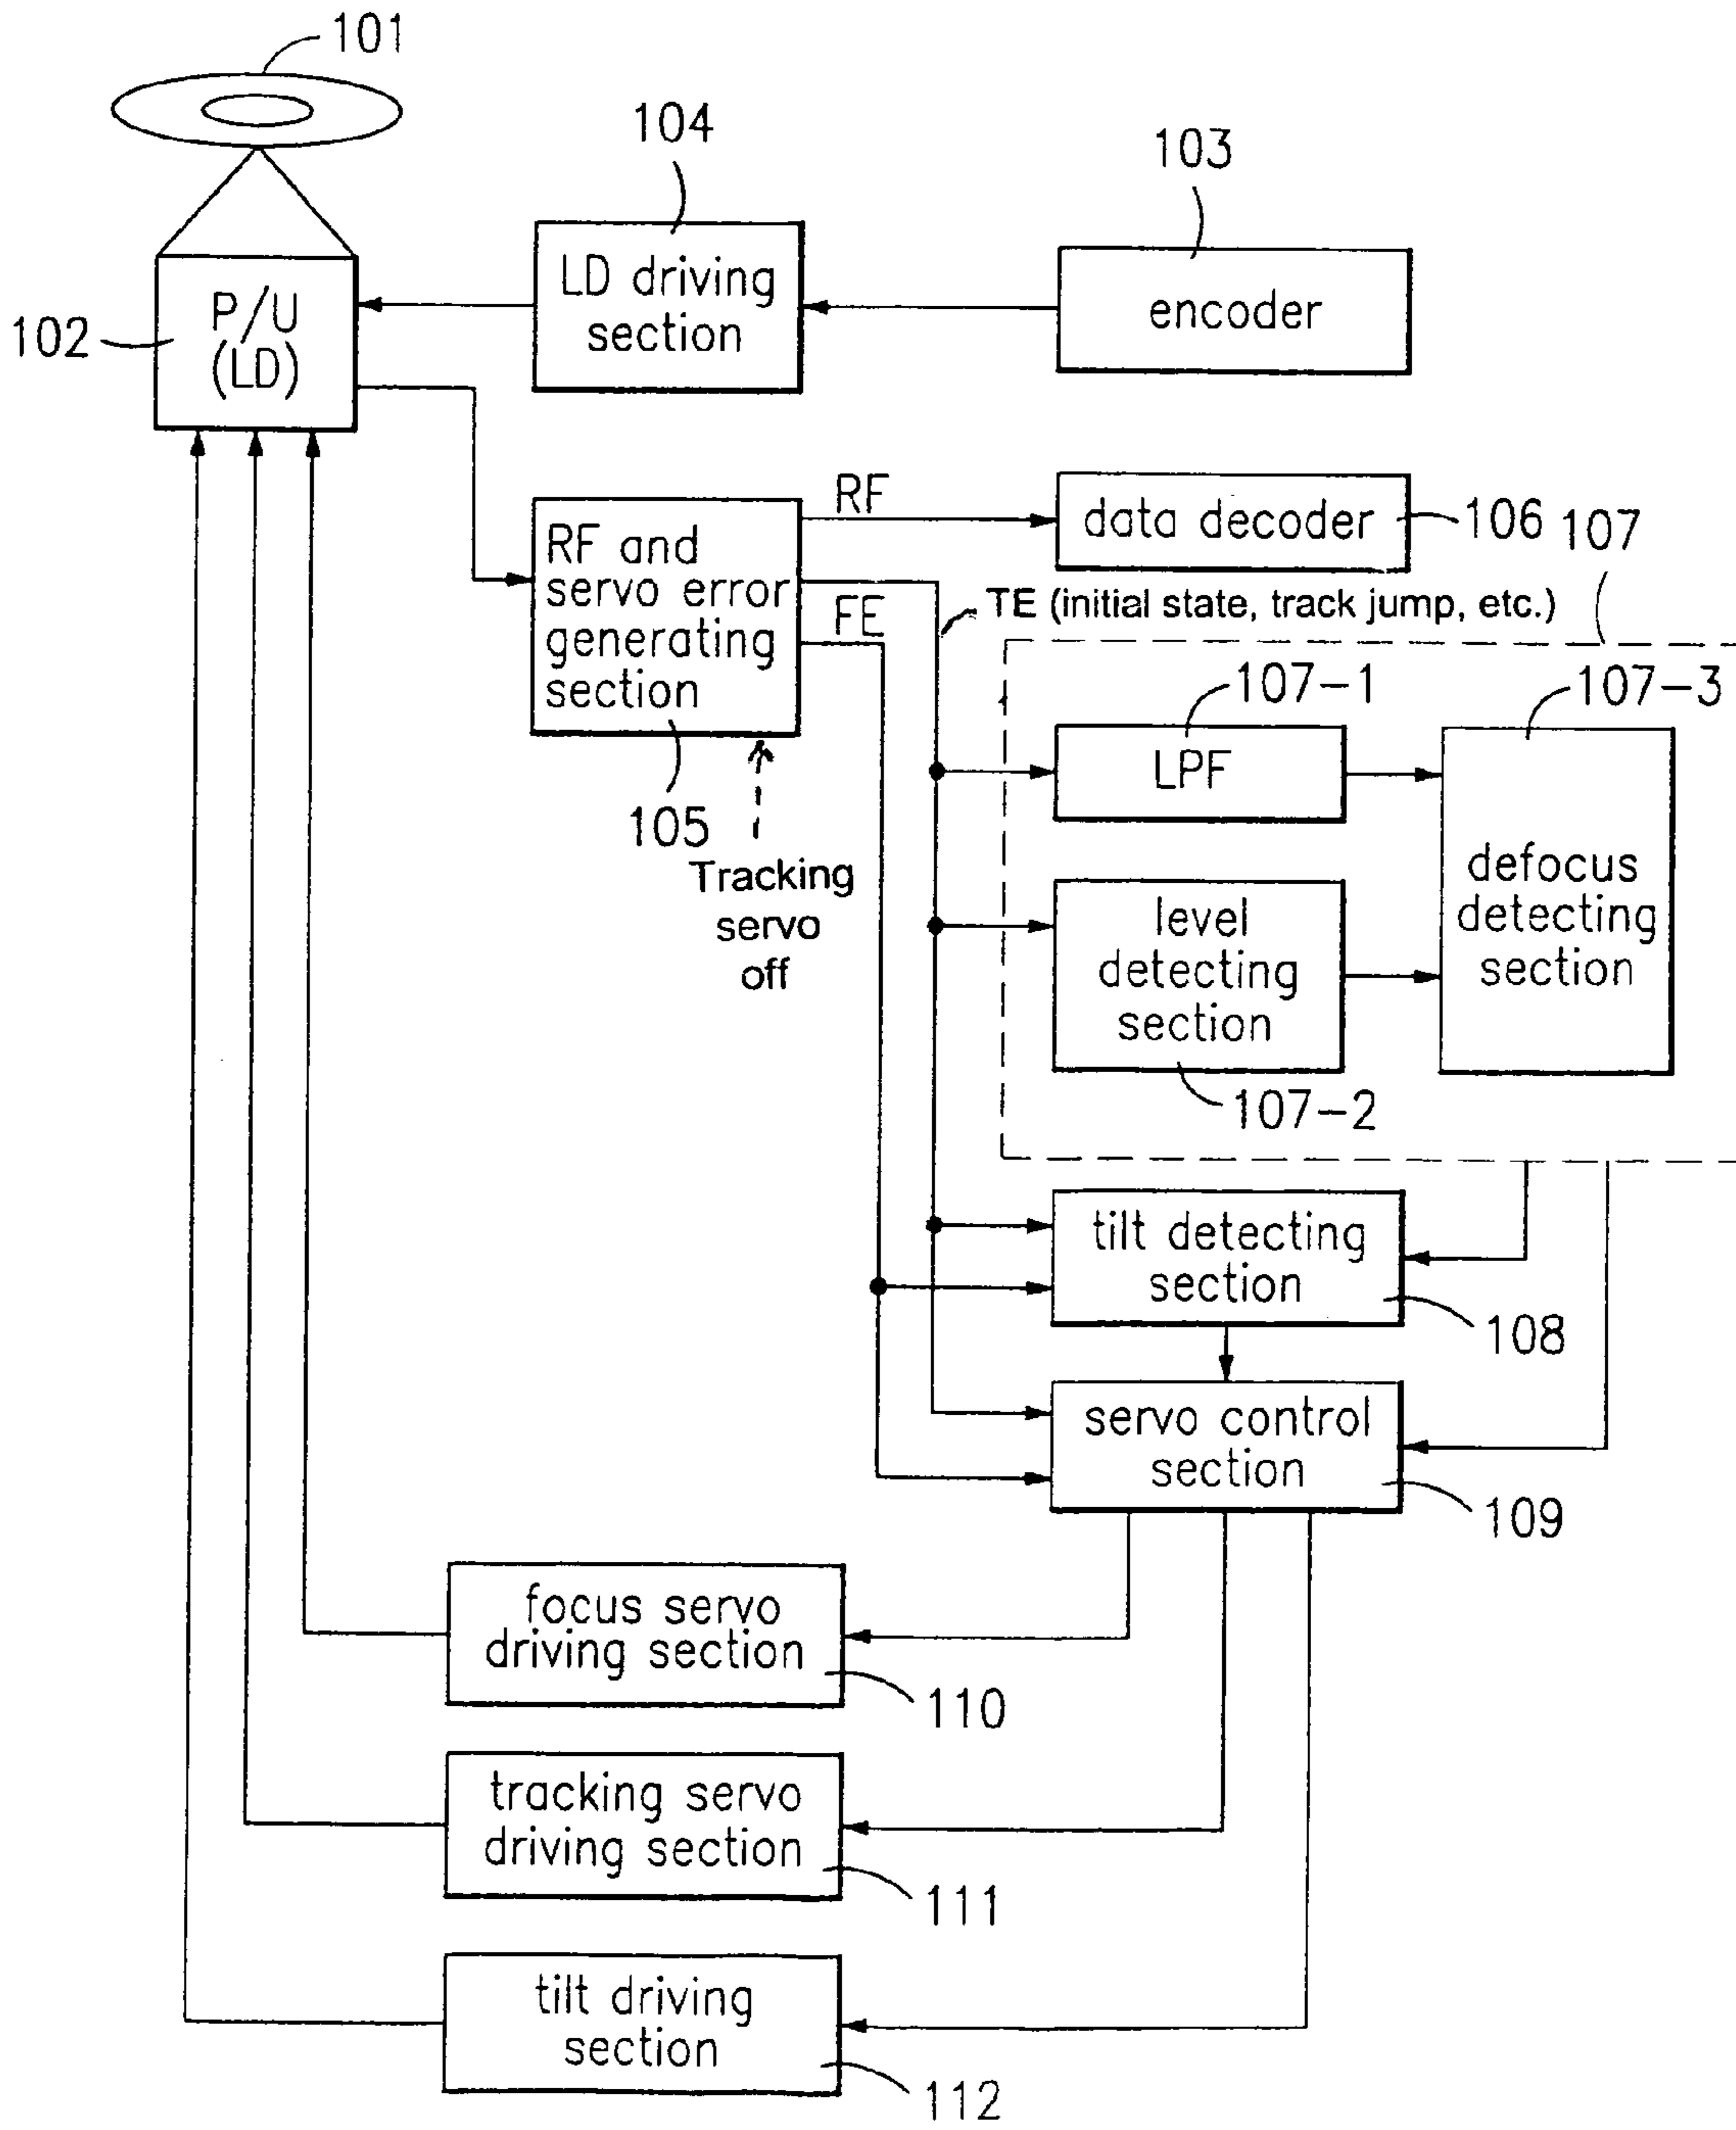 101
104
103
LD driving
section
encoder
102
P/U
(LD)
RF
data decoder
106
107
RF and
servo error
generating
section
FE
TE (initial state, track jump, etc.)
107-1
107-3
LPF
105
Tracking
servo
off
defocus
detecting
section
level
detecting
section
107-2
tilt detecting
section
108
servo control
section
109
focus servo
driving section
110
tracking servo
driving section
111
tilt driving
section
112